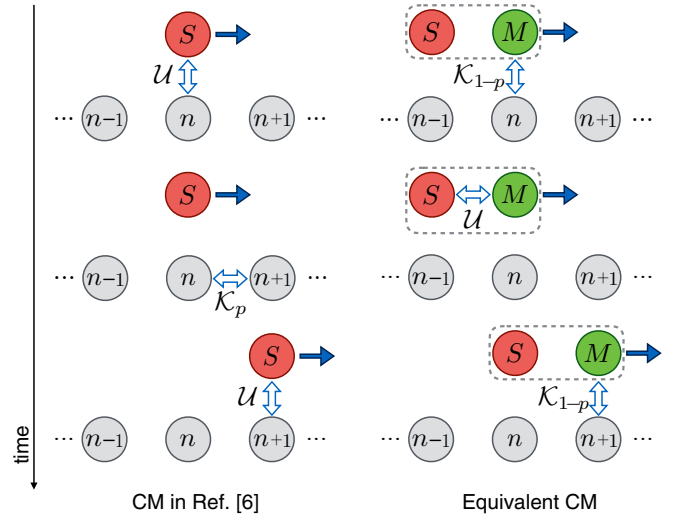 S
S M
𝒰
𝒦₁₋ₚ
... n−1 n n+1 ...
... n−1 n n+1 ...
S
S M
𝒰
... n−1 n n+1 ...
... n−1 n n+1 ...
𝒦ₚ
S
S M
𝒰
𝒦₁₋ₚ
... n−1 n n+1 ...
... n−1 n n+1 ...
time
CM in Ref. [6]
Equivalent CM